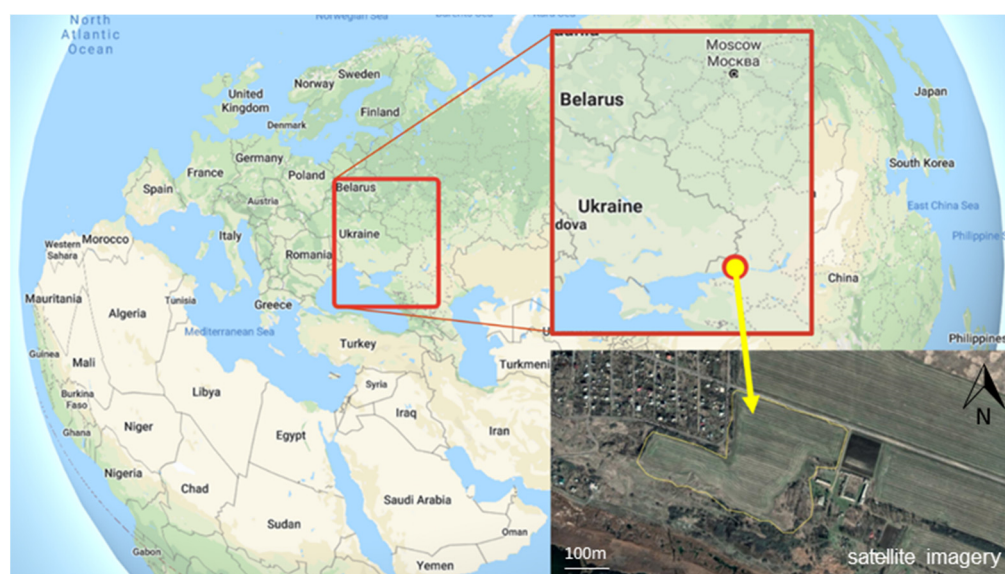 North
Atlantic
Ocean
Norwegian Sea
Norway
Sweden
Finland
United
Kingdom
Denmark
Germany
Poland
Belarus
France
Austria
Ukraine
Spain
Italy
Romania
Greece
Western
Sahara
Morocco
Tunisia
Mediterranean Sea
Turkey
Turkmeni
Mauritania
Algeria
Libya
Egypt
Syria
Iraq
Iran
Guinea
Mali
Burkina
Faso
Niger
Ghana
Nigeria
Chad
Sudan
Saudi Arabia
Oman
Yemen
Gabon
Moscow
Москва
Belarus
Ukraine
dova
Japan
South Korea
East China Sea
Philippine S
China
Philippines
N
100m
satellite imagery